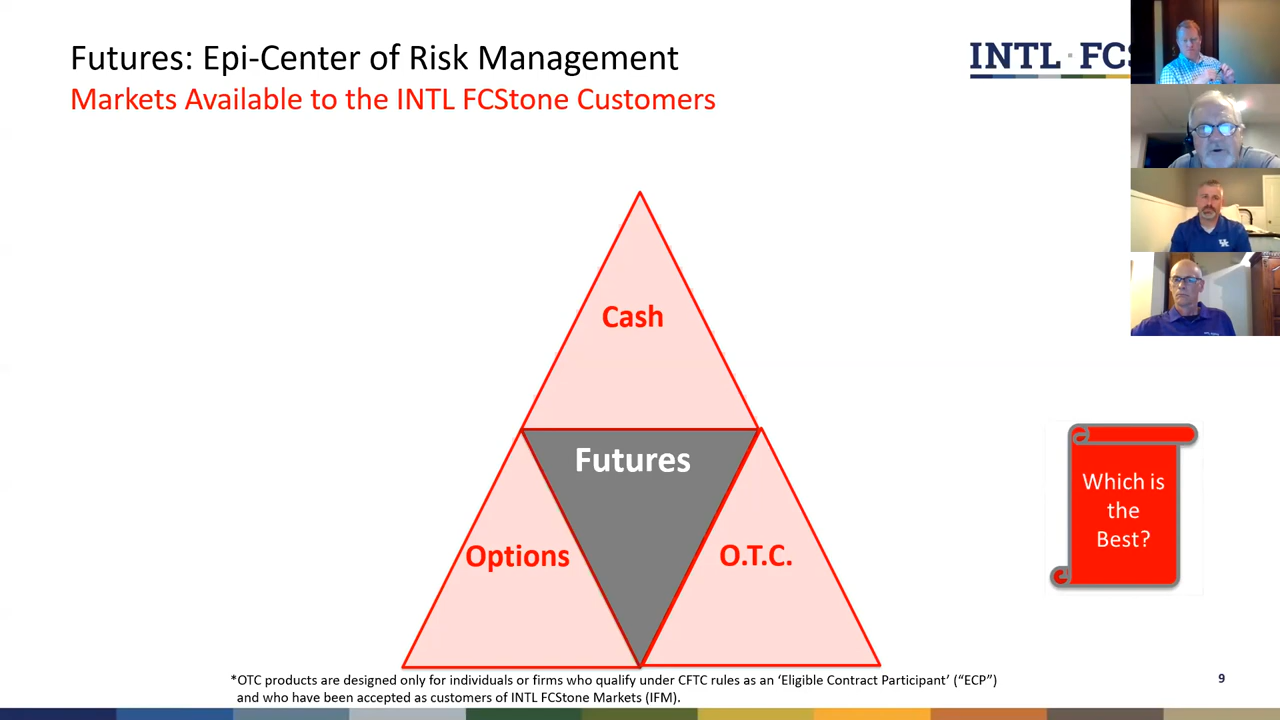 Futures: Epi-Center of Risk Management
Markets Available to the INTL FCStone Customers
INTL FCS
Cash
Futures
Options
O.T.C.
Which is
the
Best?
*OTC products are designed only for individuals or firms who qualify under CFTC rules as an ‘Eligible Contract Participant’ (“ECP”)
and who have been accepted as customers of INTL FCStone Markets (IFM).
9